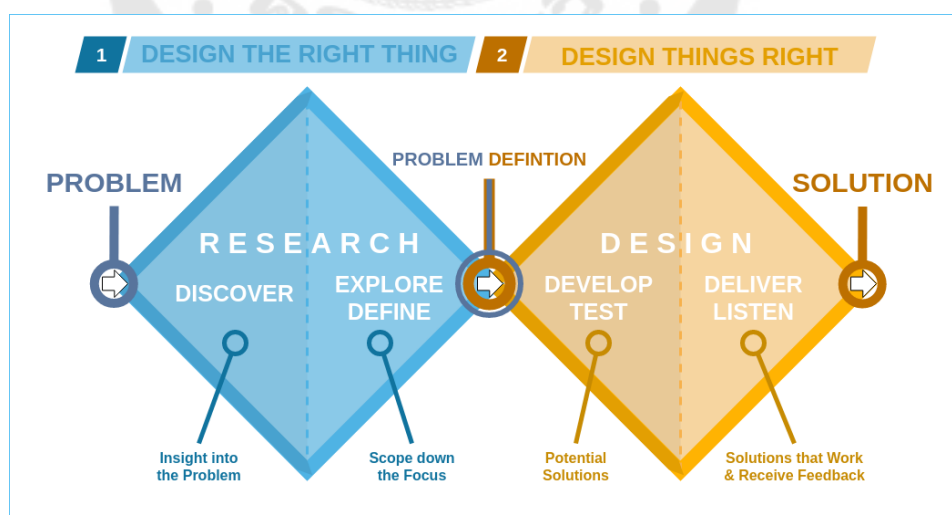 1 DESIGN THE RIGHT THING
2 DESIGN THINGS RIGHT
PROBLEM DEFINTION
PROBLEM
SOLUTION
RESEARCH
DISCOVER
EXPLORE
DEFINE
DESIGN
DEVELOP
TEST
DELIVER
LISTEN
Insight into
the Problem
Scope down
the Focus
Potential
Solutions
Solutions that Work
& Receive Feedback